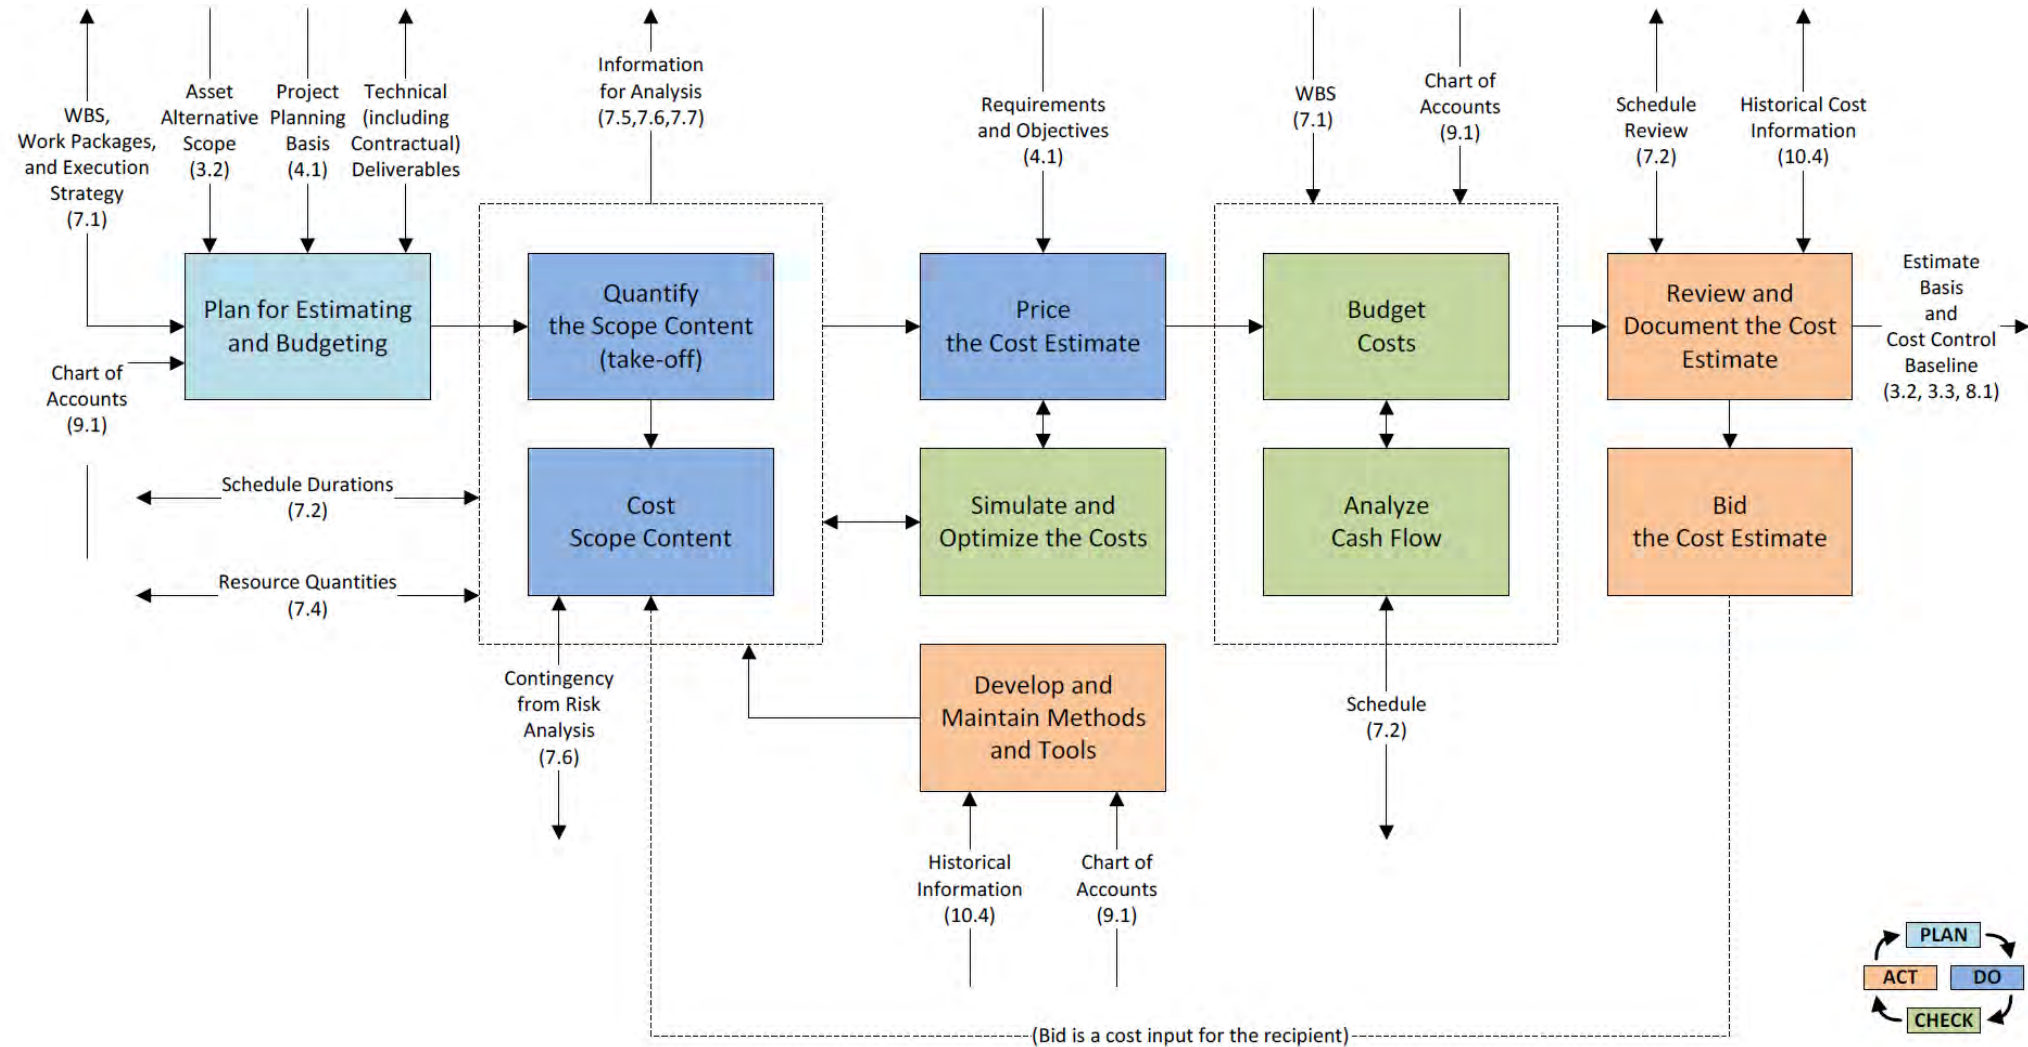 WBS,
Work Packages,
and Execution
Strategy
(7.1)
Asset
Alternative
Scope
(3.2)
Project
Planning
Basis
(4.1)
Technical
(including
Contractual)
Deliverables
Information
for Analysis
(7.5,7.6,7.7)
Requirements
and Objectives
(4.1)
WBS
(7.1)
Chart of
Accounts
(9.1)
Schedule
Review
(7.2)
Historical Cost
Information
(10.4)
Plan for Estimating
and Budgeting
Quantify
the Scope Content
(take-off)
Price
the Cost Estimate
Budget
Costs
Review and
Document the Cost
Estimate
Estimate
Basis
and
Cost Control
Baseline
(3.2, 3.3, 8.1)
Chart of
Accounts
(9.1)
Schedule Durations
(7.2)
Resource Quantities
(7.4)
Cost
Scope Content
Simulate and
Optimize the Costs
Analyze
Cash Flow
Bid
the Cost Estimate
Contingency
from Risk
Analysis
(7.6)
Develop and
Maintain Methods
and Tools
Schedule
(7.2)
Historical
Information
(10.4)
Chart of
Accounts
(9.1)
(Bid is a cost input for the recipient)
PLAN
ACT
DO
CHECK